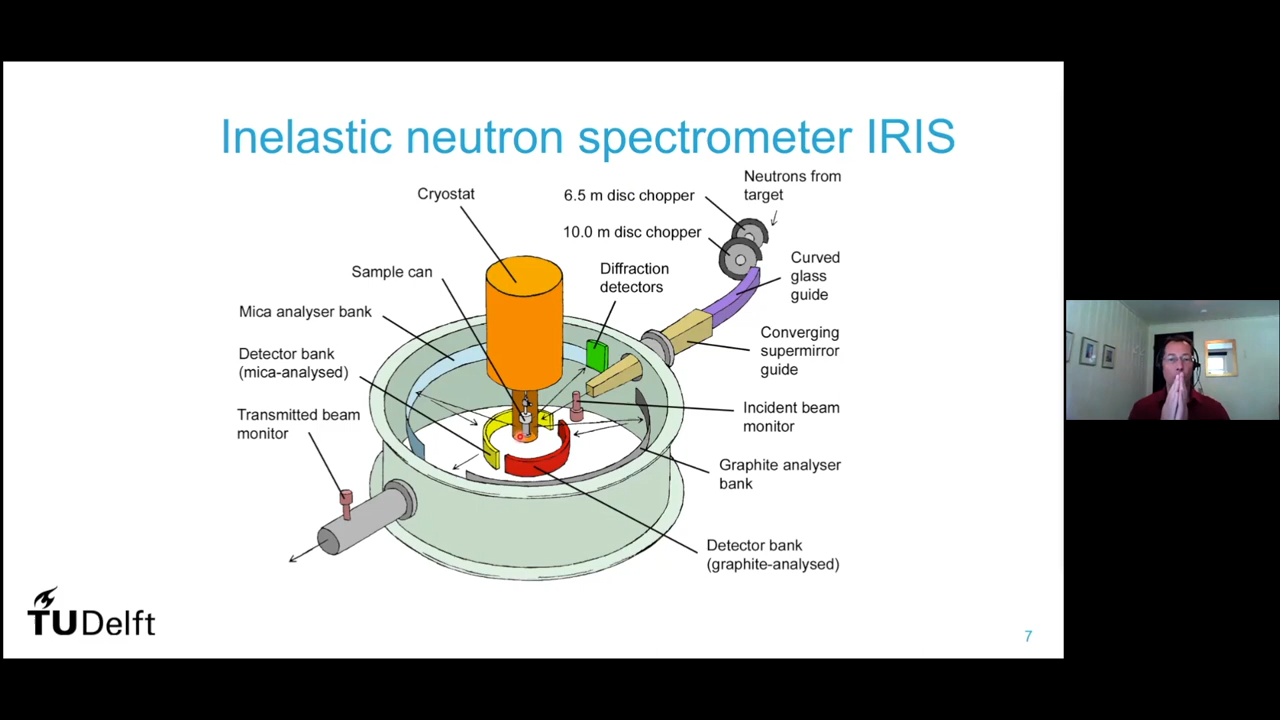 Inelastic neutron spectrometer IRIS
Neutrons from
target
Cryostat
6.5 m disc chopper
10.0 m disc chopper
Curved
glass
guide
Sample can
Diffraction
detectors
Mica analyser bank
Converging
supermirror
guide
Detector bank
(mica-analysed)
Transmitted beam
monitor
Incident beam
monitor
Graphite analyser
bank
Detector bank
(graphite-analysed)
TUDelft
7